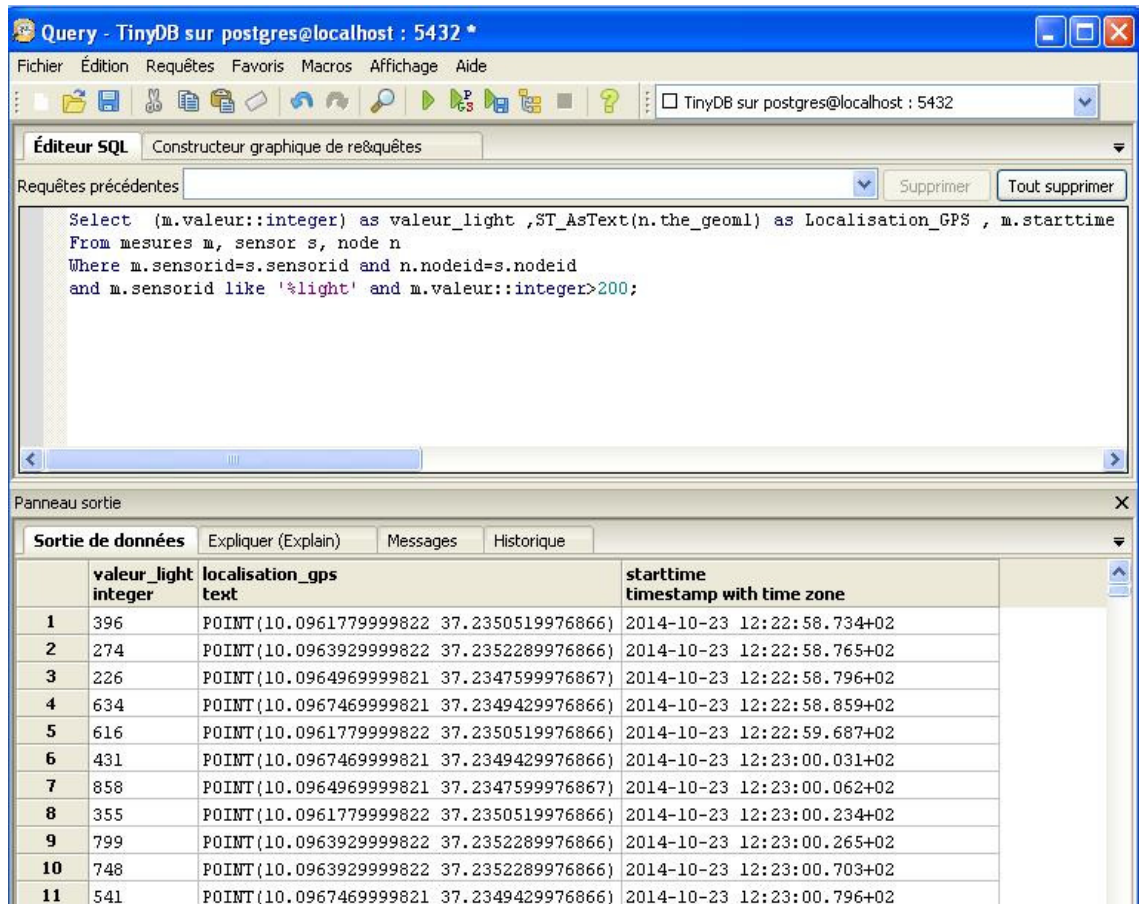 Query - TinyDB sur postgres@localhost : 5432 *
Fichier Édition Requêtes Favoris Macros Affichage Aide
TinyDB sur postgres@localhost : 5432
Éditeur SQL Constructeur graphique de re&quêtes
Requêtes précédentes Supprimer Tout supprimer
Select (m.valeur::integer) as valeur_light ,ST_AsText(n.the_geoml) as Localisation_GPS , m.starttime
From mesures m, sensor s, node n
Where m.sensorid=s.sensorid and n.nodeid=s.nodeid
and m.sensorid like '%light' and m.valeur::integer>200;
Panneau sortie
Sortie de données Expliquer (Explain) Messages Historique
valeur_light localisation_gps starttime
integer text timestamp with time zone
1 396 POINT(10.0961779999822 37.2350519976866) 2014-10-23 12:22:58.734+02
2 274 POINT(10.0963929999822 37.2352289976866) 2014-10-23 12:22:58.765+02
3 226 POINT(10.0964969999821 37.2347599976867) 2014-10-23 12:22:58.796+02
4 634 POINT(10.0967469999821 37.2349429976866) 2014-10-23 12:22:58.859+02
5 616 POINT(10.0961779999822 37.2350519976866) 2014-10-23 12:22:59.687+02
6 431 POINT(10.0967469999821 37.2349429976866) 2014-10-23 12:23:00.031+02
7 858 POINT(10.0964969999821 37.2347599976867) 2014-10-23 12:23:00.062+02
8 355 POINT(10.0961779999822 37.2350519976866) 2014-10-23 12:23:00.234+02
9 799 POINT(10.0963929999822 37.2352289976866) 2014-10-23 12:23:00.265+02
10 748 POINT(10.0963929999822 37.2352289976866) 2014-10-23 12:23:00.703+02
11 541 POINT(10.0967469999821 37.2349429976866) 2014-10-23 12:23:00.796+02